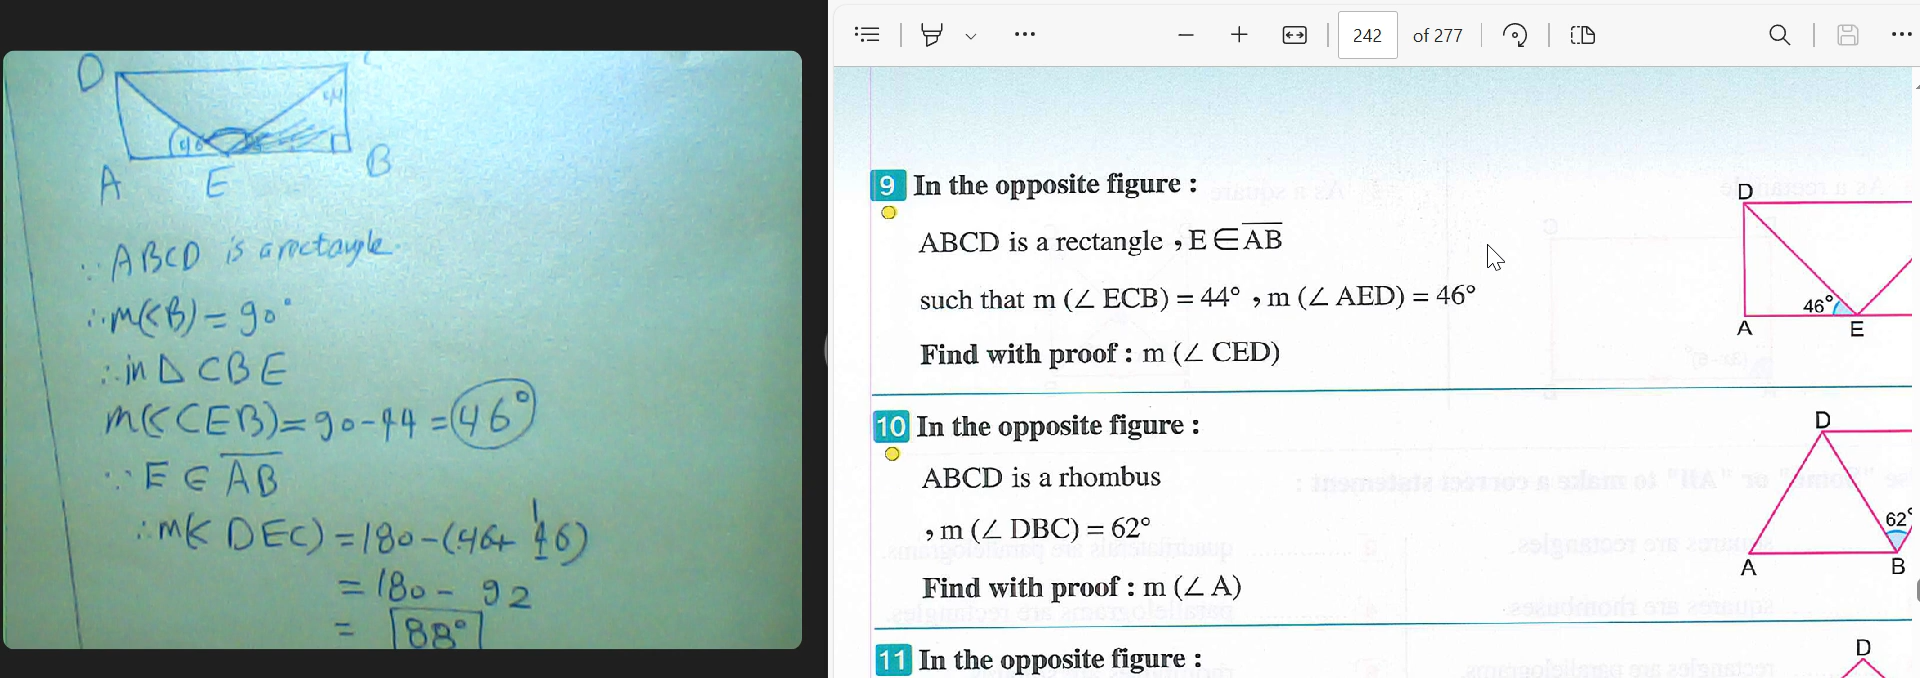 D
C
44
46
A
E
B
∵ ABCD is a rectangle.
∴ m(<B) = 90°
∴ in Δ CBE
m(< CEB) = 90 - 44 = 46°
∵ E ∈ AB
∴ m(< DEC) = 180 - (46 + 46)
= 180 - 92
= 88°
242 of 277
9 In the opposite figure :
ABCD is a rectangle , E ∈ AB
such that m (∠ ECB) = 44° , m (∠ AED) = 46°
Find with proof : m (∠ CED)
D
46°
A
E
10 In the opposite figure :
ABCD is a rhombus
, m (∠ DBC) = 62°
Find with proof : m (∠ A)
D
62°
A
B
11 In the opposite figure :
D